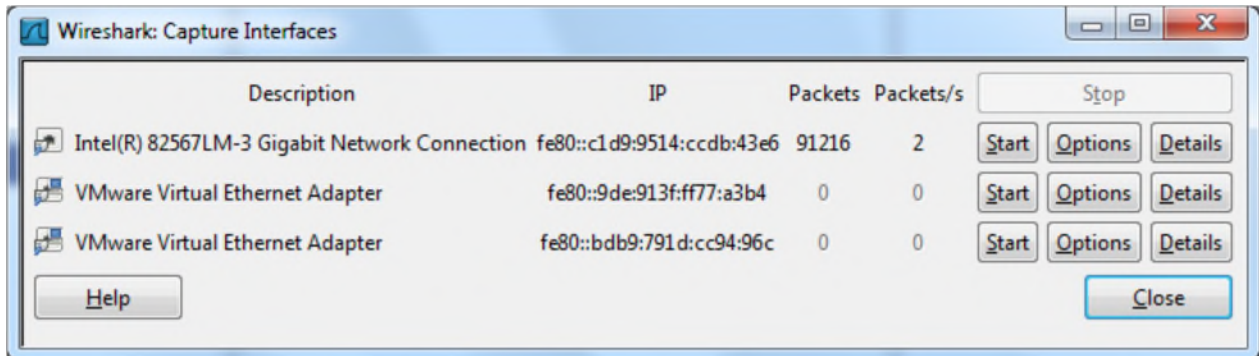 Wireshark: Capture Interfaces
Description IP Packets Packets/s Stop
Intel(R) 82567LM-3 Gigabit Network Connection fe80::c1d9:9514:ccdb:43e6 91216 2 Start Options Details
VMware Virtual Ethernet Adapter fe80::9de:913f:ff77:a3b4 0 0 Start Options Details
VMware Virtual Ethernet Adapter fe80::bdb9:791d:cc94:96c 0 0 Start Options Details
Help Close